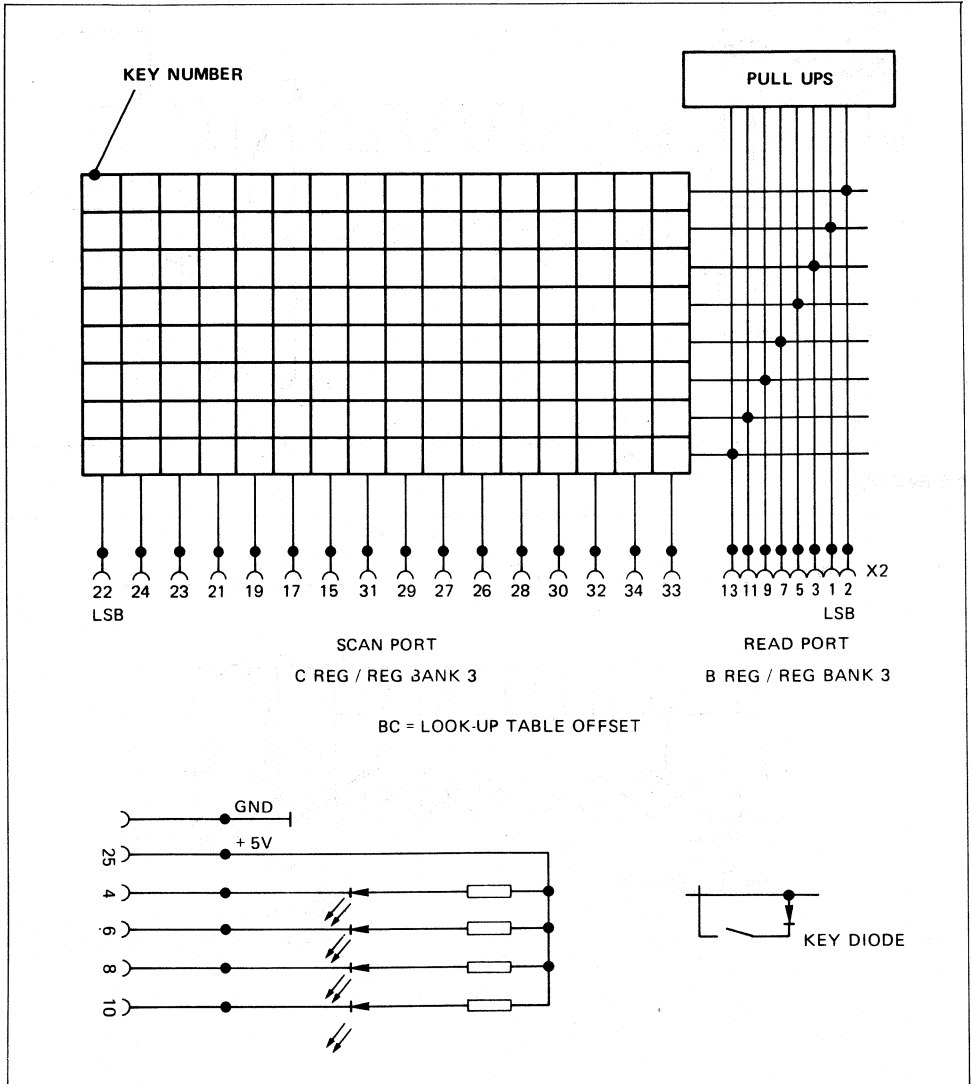 KEY NUMBER
PULL UPS
22 24 23 21 19 17 15 31 29 27 26 28 30 32 34 33
13 11 9 7 5 3 1 2 X2
LSB
LSB
SCAN PORT
READ PORT
C REG / REG BANK 3
B REG / REG BANK 3
BC = LOOK-UP TABLE OFFSET
GND
25 + 5V
4
6
8
10
KEY DIODE